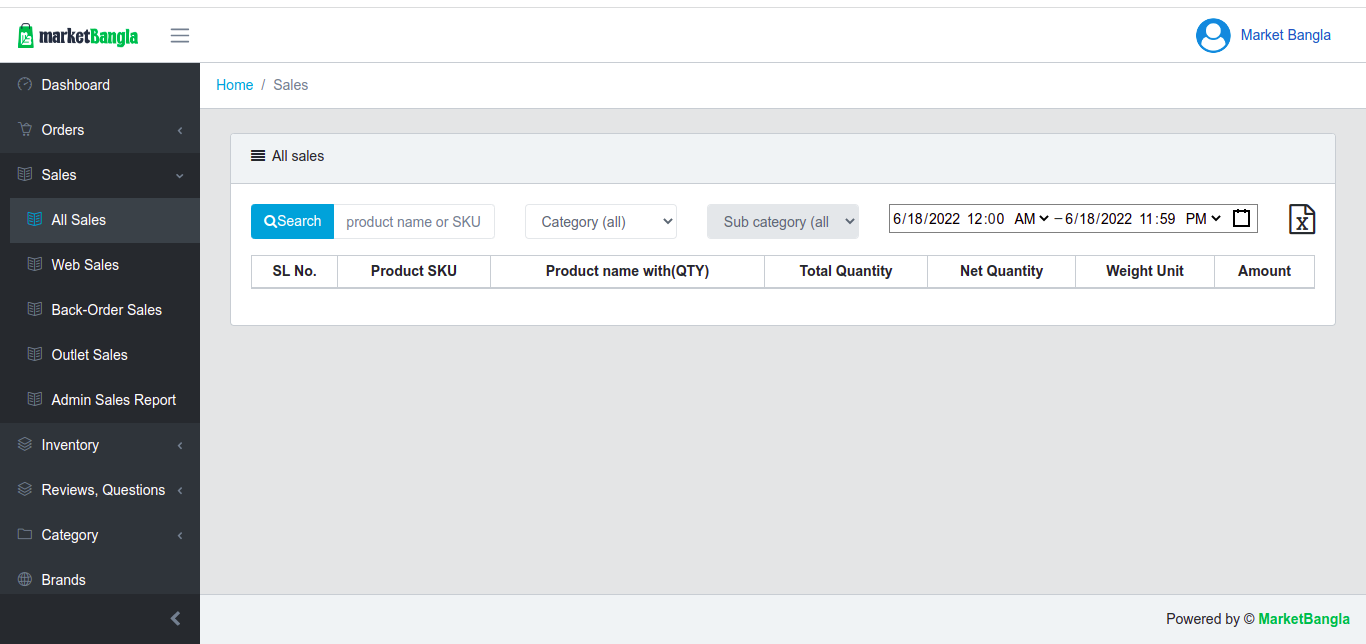 marketBangla
Market Bangla
Dashboard
Home / Sales
Orders
Sales
All sales
All Sales
Search product name or SKU Category (all) Sub category (all 6/18/2022 12:00 AM – 6/18/2022 11:59 PM X
Web Sales
SL No. Product SKU Product name with(QTY) Total Quantity Net Quantity Weight Unit Amount
Back-Order Sales
Outlet Sales
Admin Sales Report
Inventory
Reviews, Questions
Category
Brands
Powered by © MarketBangla